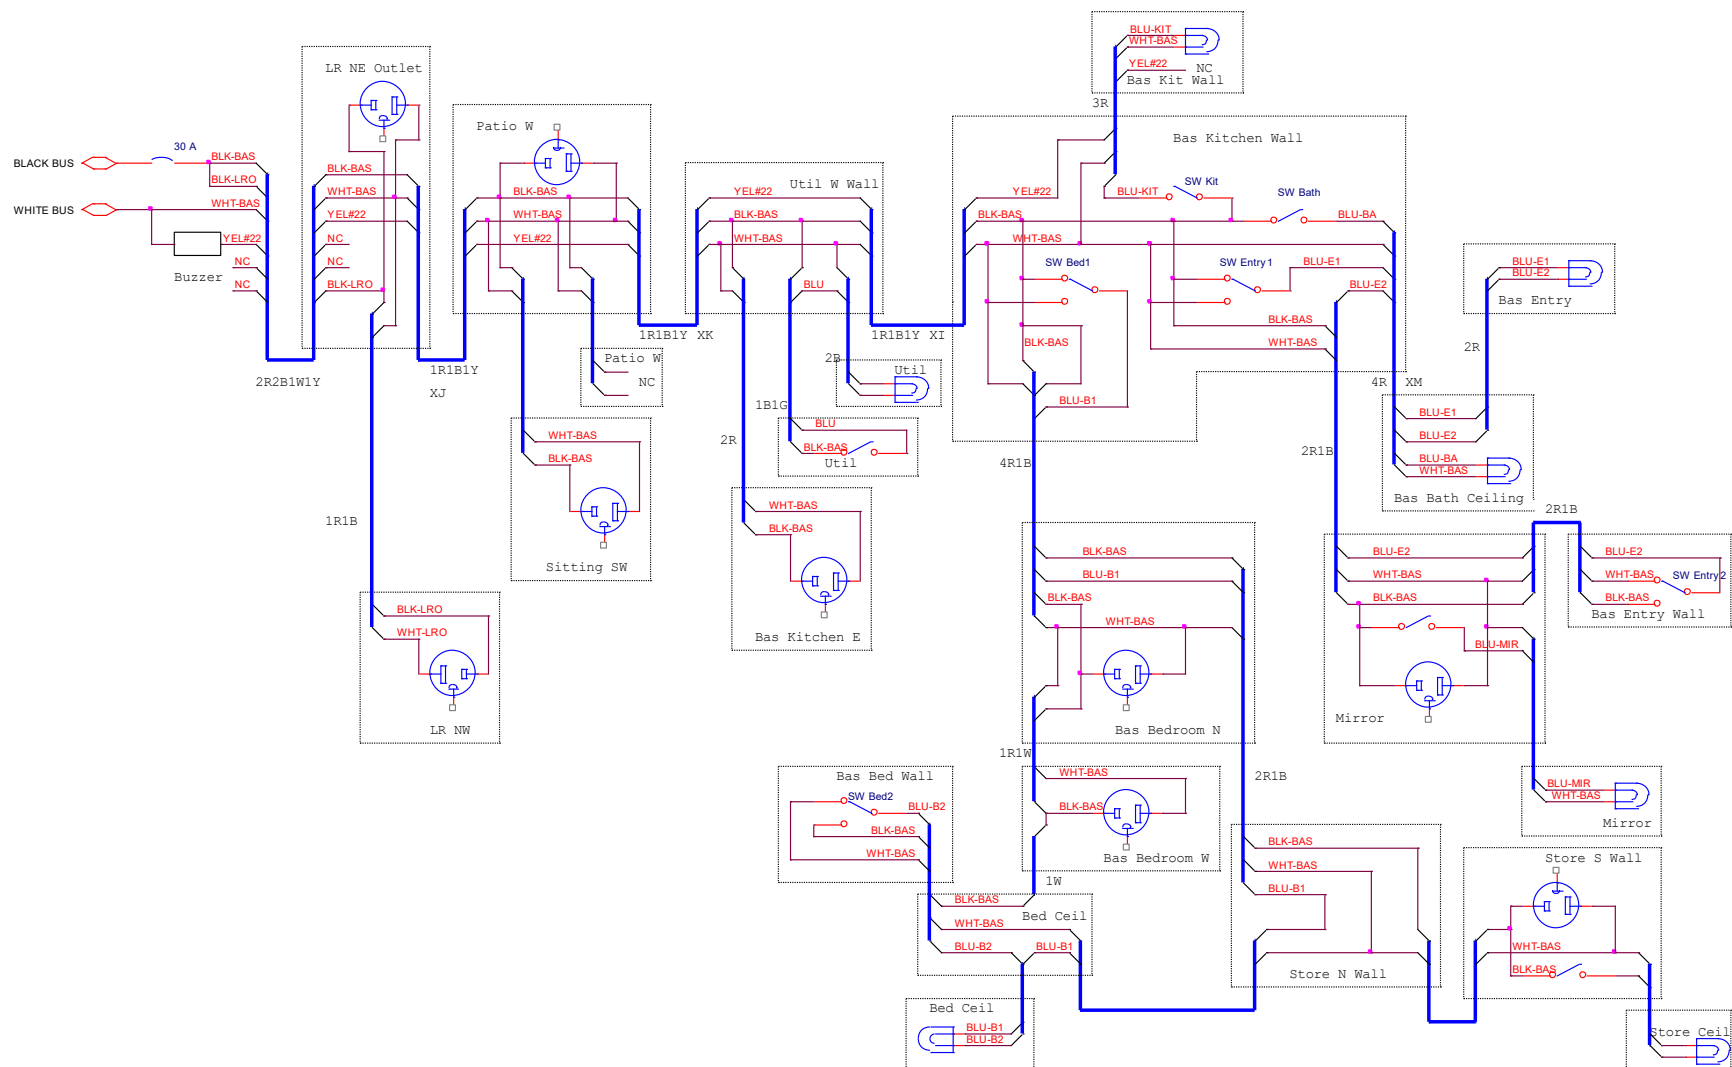 BLU-KIT
WHT-BAS
YEL#22
NC
Bas Kit Wall
3R
LR NE Outlet
Patio W
30 A
BLACK BUS
BLK-BAS
BLK-LRO
WHITE BUS
WHT-BAS
YEL#22
Buzzer
NC
NC
2R2B1W1Y
BLK-BAS
WHT-BAS
YEL#22
NC
NC
BLK-LRO
1R1B1Y
XJ
BLK-BAS
WHT-BAS
YEL#22
1R1B1Y XK
Patio W
NC
Util W Wall
YEL#22
BLK-BAS
WHT-BAS
BLU
1R1B1Y XI
2B
Util
1B1G
BLU
BLK-BAS
Util
2R
Bas Kitchen Wall
YEL#22
BLU-KIT
SW Kit
SW Bath
BLK-BAS
BLU-BA
WHT-BAS
SW Bed1
SW Entry1
BLU-E1
BLU-E2
BLK-BAS
WHT-BAS
BLK-BAS
BLU-B1
4R XM
BLU-E1
BLU-E2
Bas Entry
2R
BLU-E1
BLU-E2
BLU-BA
WHT-BAS
Bas Bath Ceiling
WHT-BAS
BLK-BAS
Sitting SW
1R1B
BLK-LRO
WHT-LRO
LR NW
WHT-BAS
BLK-BAS
Bas Kitchen E
4R1B
2R1B
2R1B
BLK-BAS
BLU-B1
BLK-BAS
WHT-BAS
Bas Bedroom N
BLU-E2
WHT-BAS
BLK-BAS
BLU-MIR
Mirror
BLU-E2
WHT-BAS
SW Entry2
BLK-BAS
Bas Entry Wall
1R1W
2R1B
WHT-BAS
BLK-BAS
Bas Bedroom W
1W
BLU-MIR
WHT-BAS
Mirror
Bas Bed Wall
SW Bed2
BLU-B2
BLK-BAS
WHT-BAS
BLK-BAS
Bed Ceil
WHT-BAS
BLU-B2
BLU-B1
Bed Ceil
BLU-B1
BLU-B2
BLK-BAS
WHT-BAS
BLU-B1
Store N Wall
Store S Wall
WHT-BAS
BLK-BAS
Store Ceil